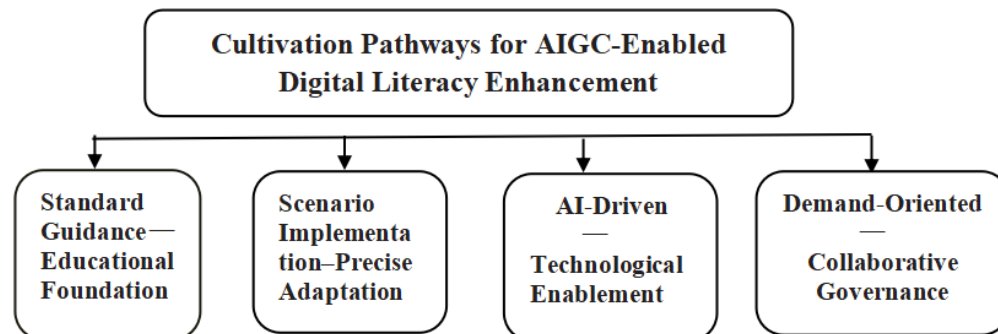 Cultivation Pathways for AIGC-Enabled
Digital Literacy Enhancement
Standard
Guidance—
Educational
Foundation
Scenario
Implementa
tion–Precise
Adaptation
AI-Driven
—
Technological
Enablement
Demand-Oriented
—
Collaborative
Governance